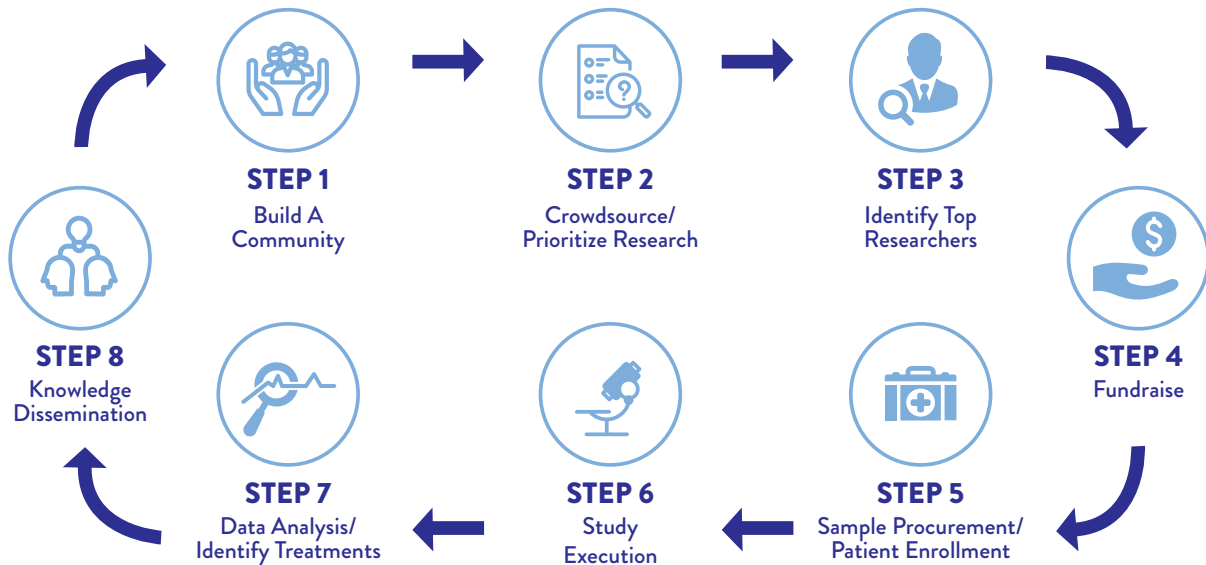 STEP 1
Build A
Community
STEP 2
Crowdsource/
Prioritize Research
STEP 3
Identify Top
Researchers
STEP 4
Fundraise
STEP 5
Sample Procurement/
Patient Enrollment
STEP 6
Study
Execution
STEP 7
Data Analysis/
Identify Treatments
STEP 8
Knowledge
Dissemination